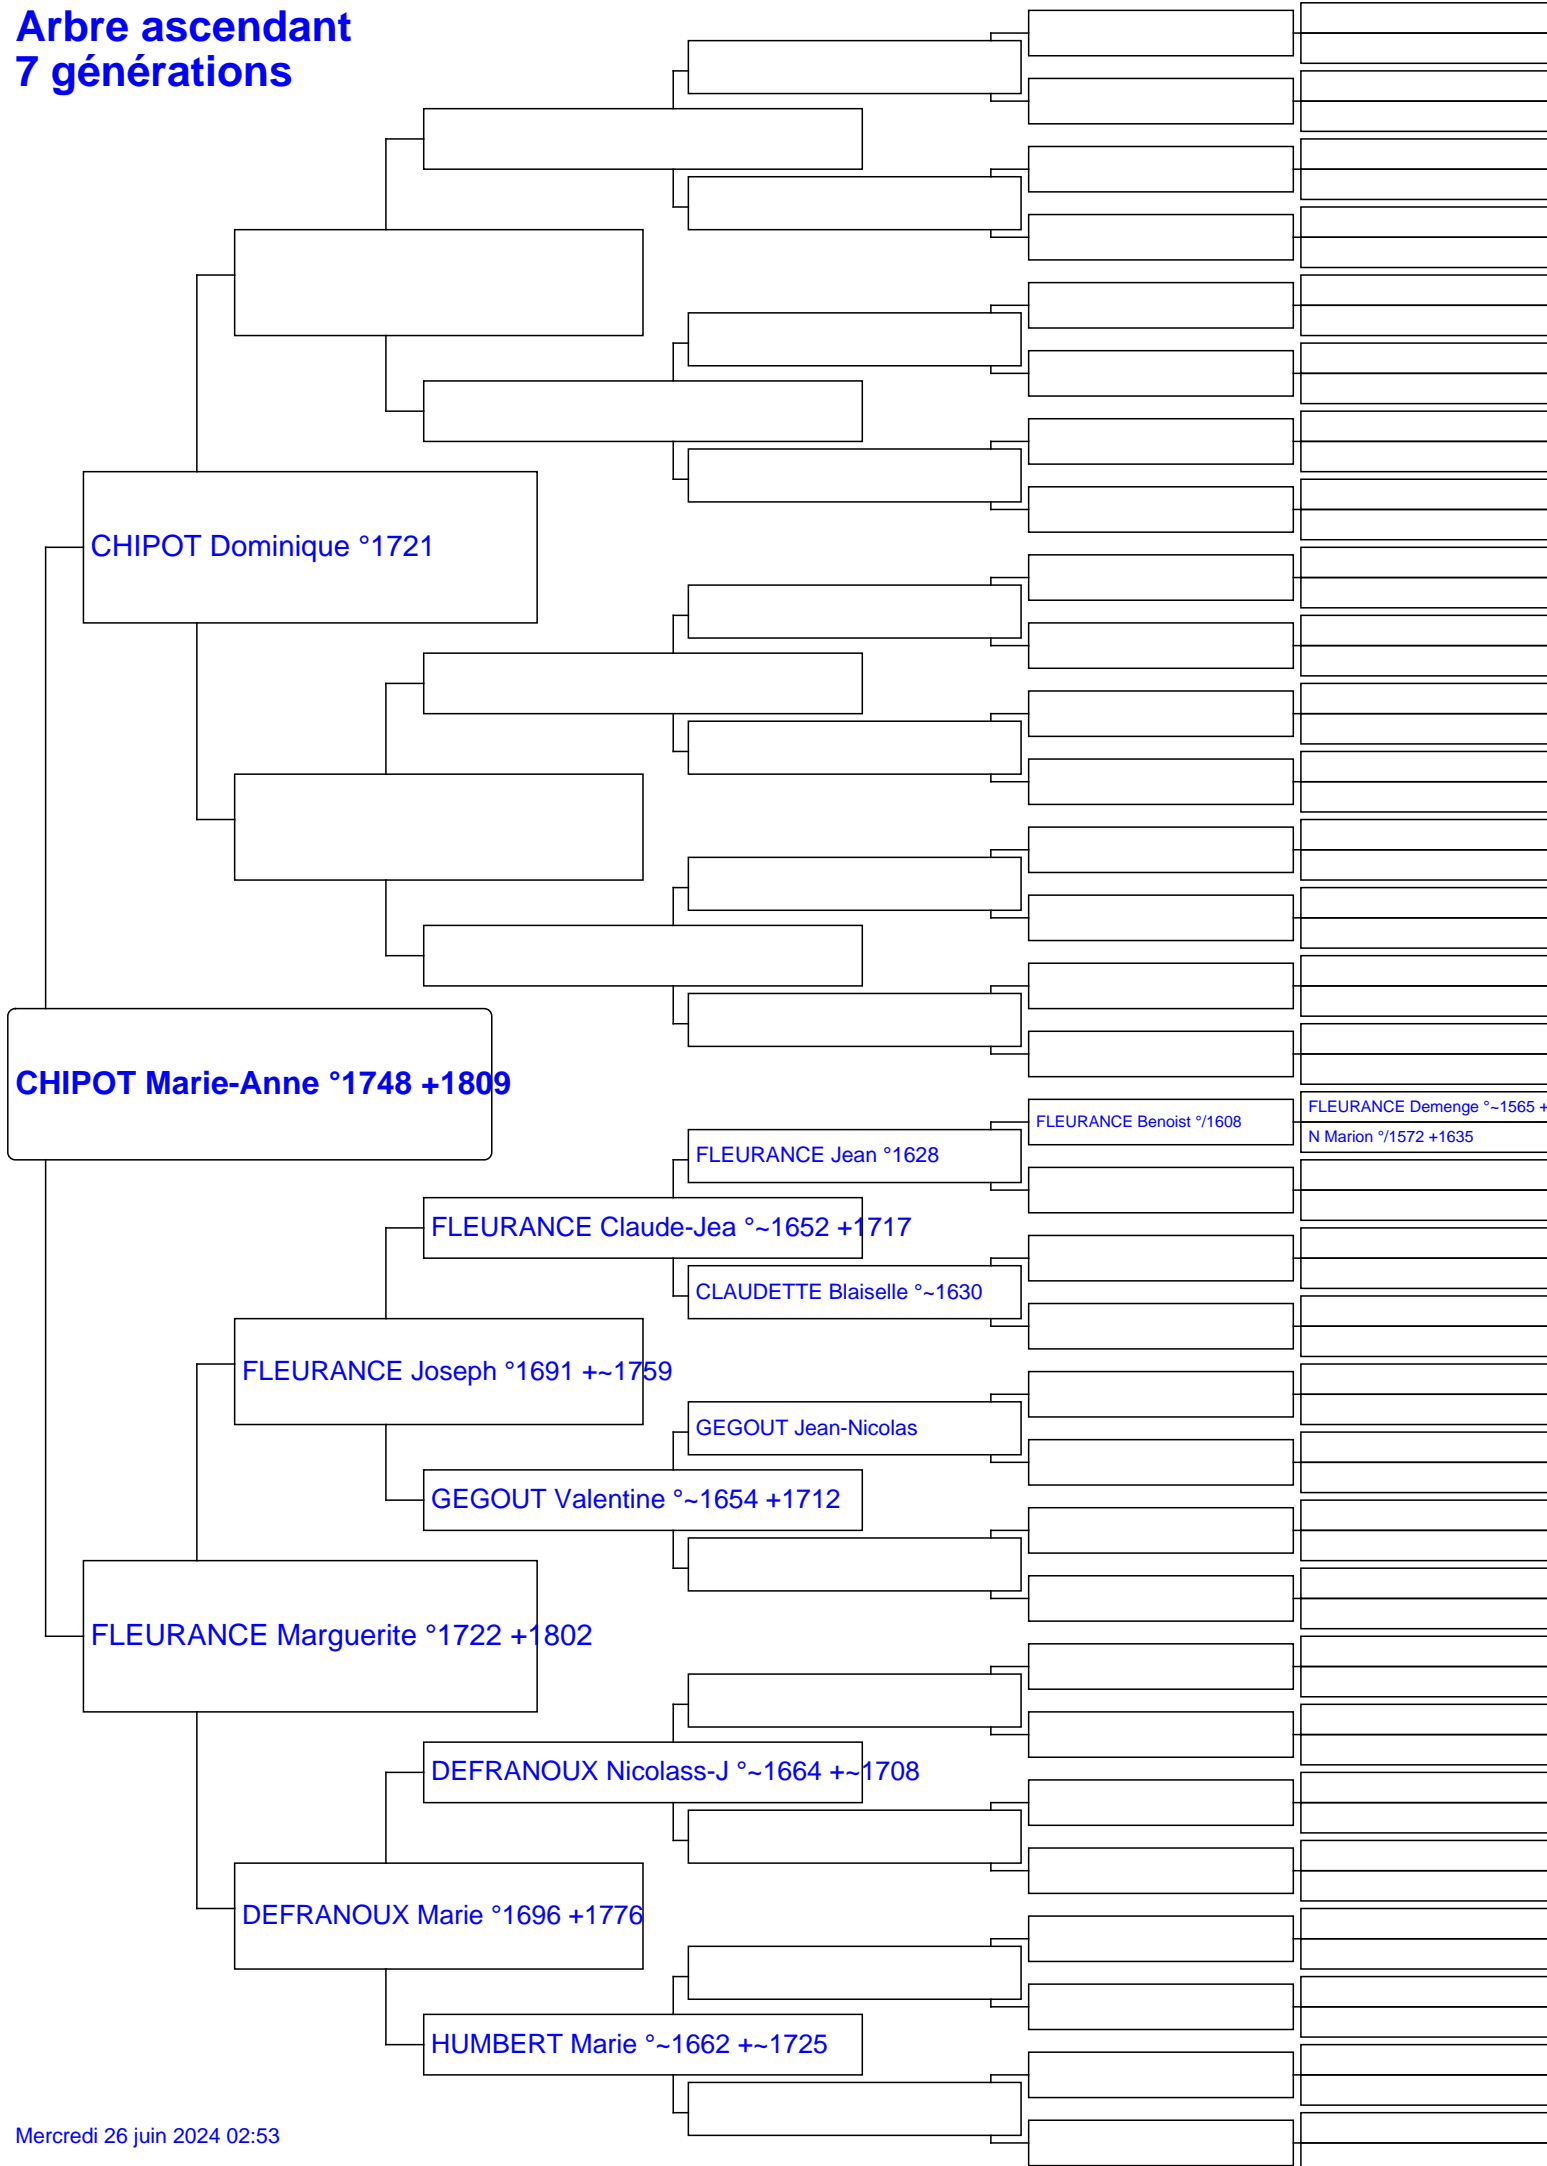 Arbre ascendant
7 générations
CHIPOT Dominique °1721
CHIPOT Marie-Anne °1748 +1809
FLEURANCE Benoist °/1608
FLEURANCE Demenge °~1565 +
N Marion °/1572 +1635
FLEURANCE Jean °1628
FLEURANCE Claude-Jea °~1652 +1717
CLAUDETTE Blaiselle °~1630
FLEURANCE Joseph °1691 +~1759
GEGOUT Jean-Nicolas
GEGOUT Valentine °~1654 +1712
FLEURANCE Marguerite °1722 +1802
DEFRANOUX Nicolass-J °~1664 +~1708
DEFRANOUX Marie °1696 +1776
HUMBERT Marie °~1662 +~1725
Mercredi 26 juin 2024 02:53